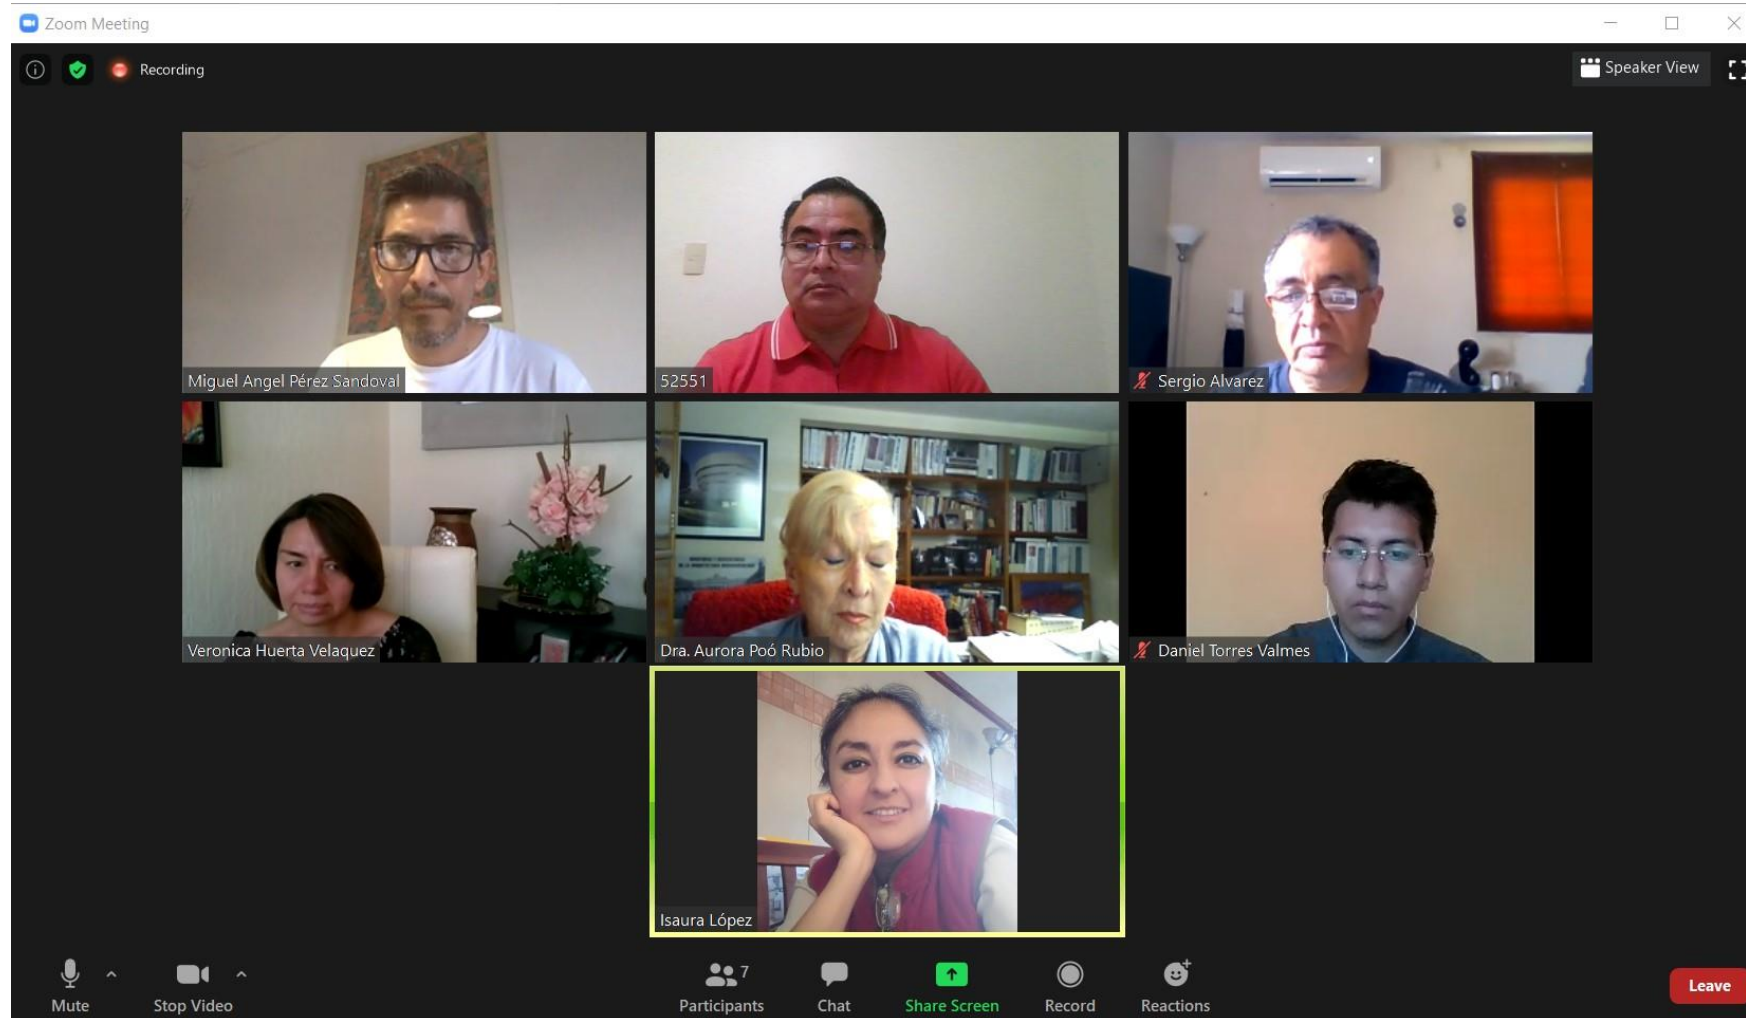 Zoom Meeting
Recording
Speaker View
Miguel Angel Pérez Sandoval
52551
Sergio Alvarez
Veronica Huerta Velaquez
Dra. Aurora Poó Rubio
Daniel Torres Valmes
Isaura López
7
Mute
Stop Video
Participants
Chat
Share Screen
Record
Reactions
Leave